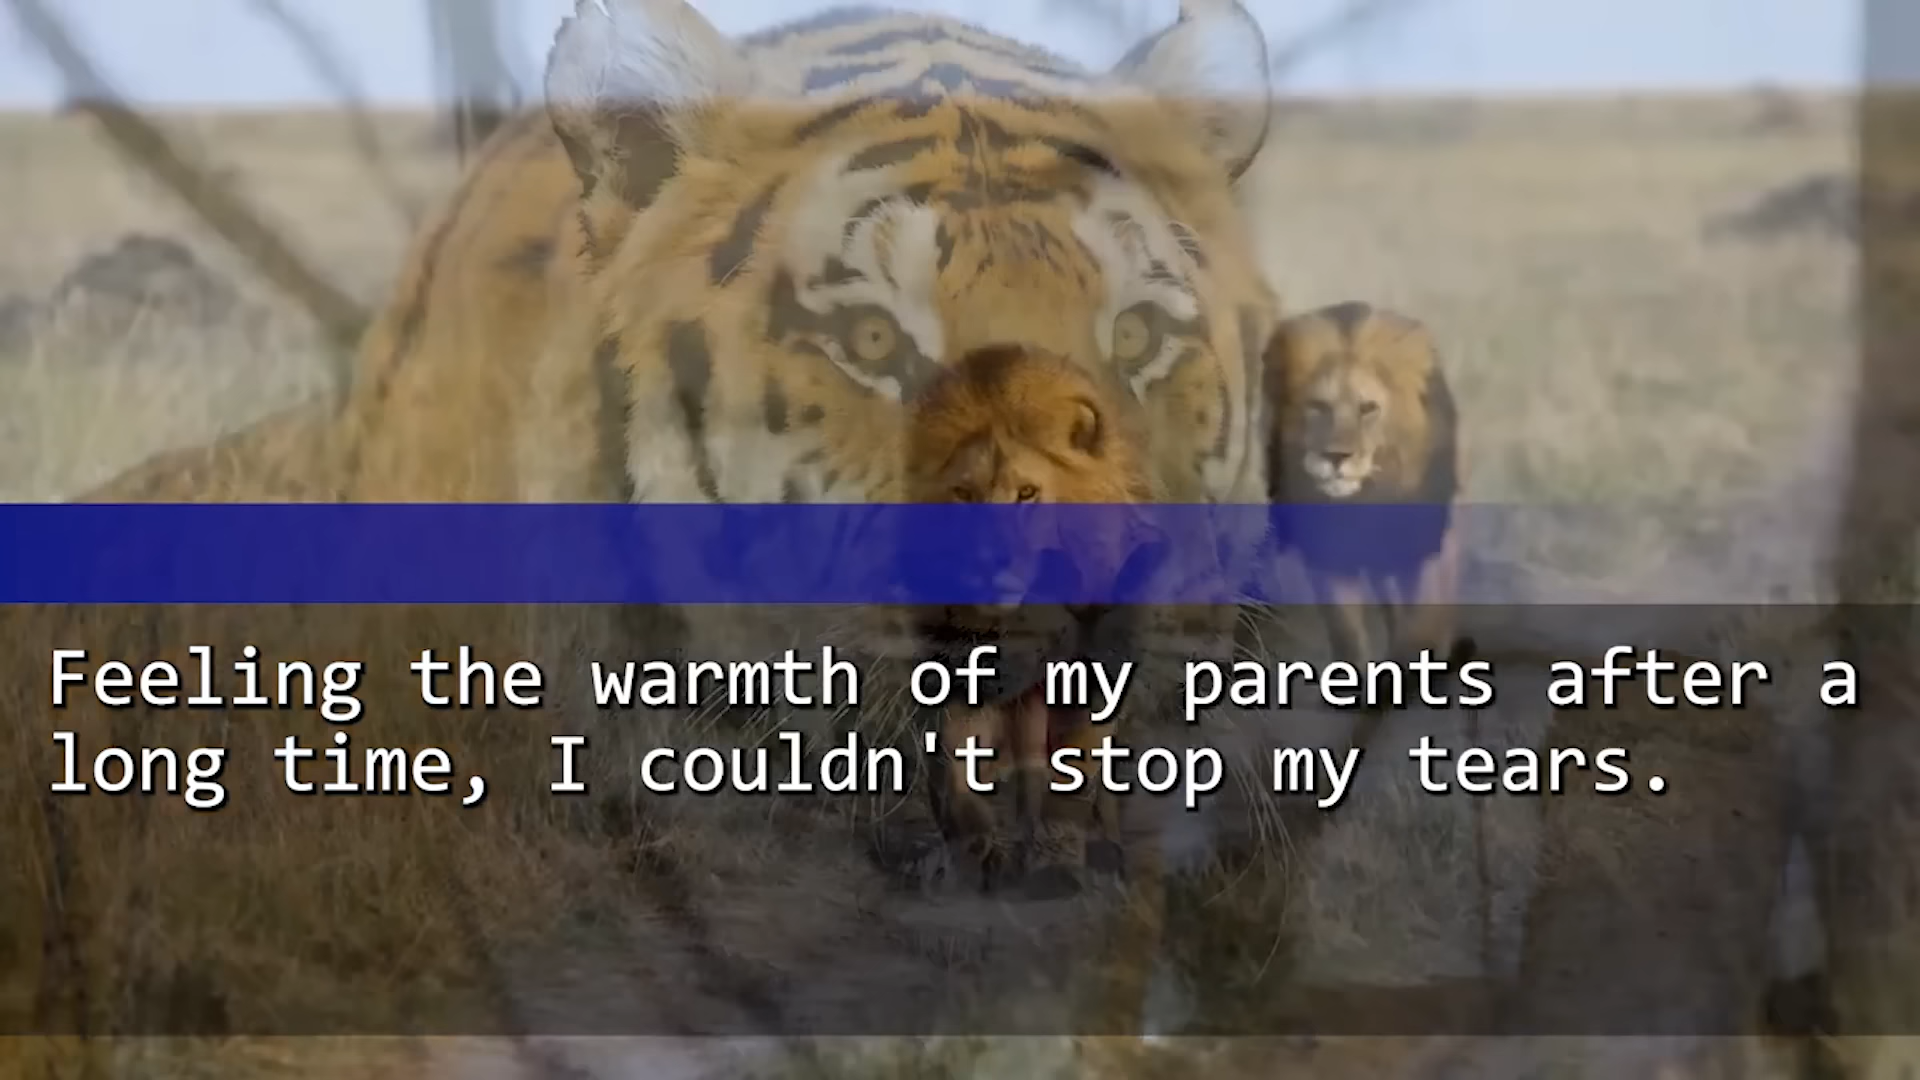 Feeling the warmth of my parents after a
long time, I couldn't stop my tears.